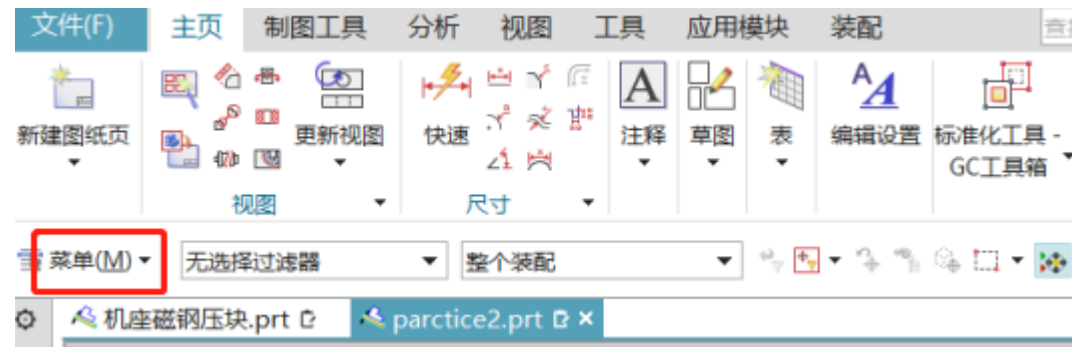 文件(F) 主页 制图工具 分析 视图 工具 应用模块 装配
新建图纸页 更新视图 快速 注释 草图 表 编辑设置 标准化工具 -
GC工具箱
视图 尺寸
菜单(M) 无选择过滤器 整个装配
机座磁钢压块.prt parctice2.prt